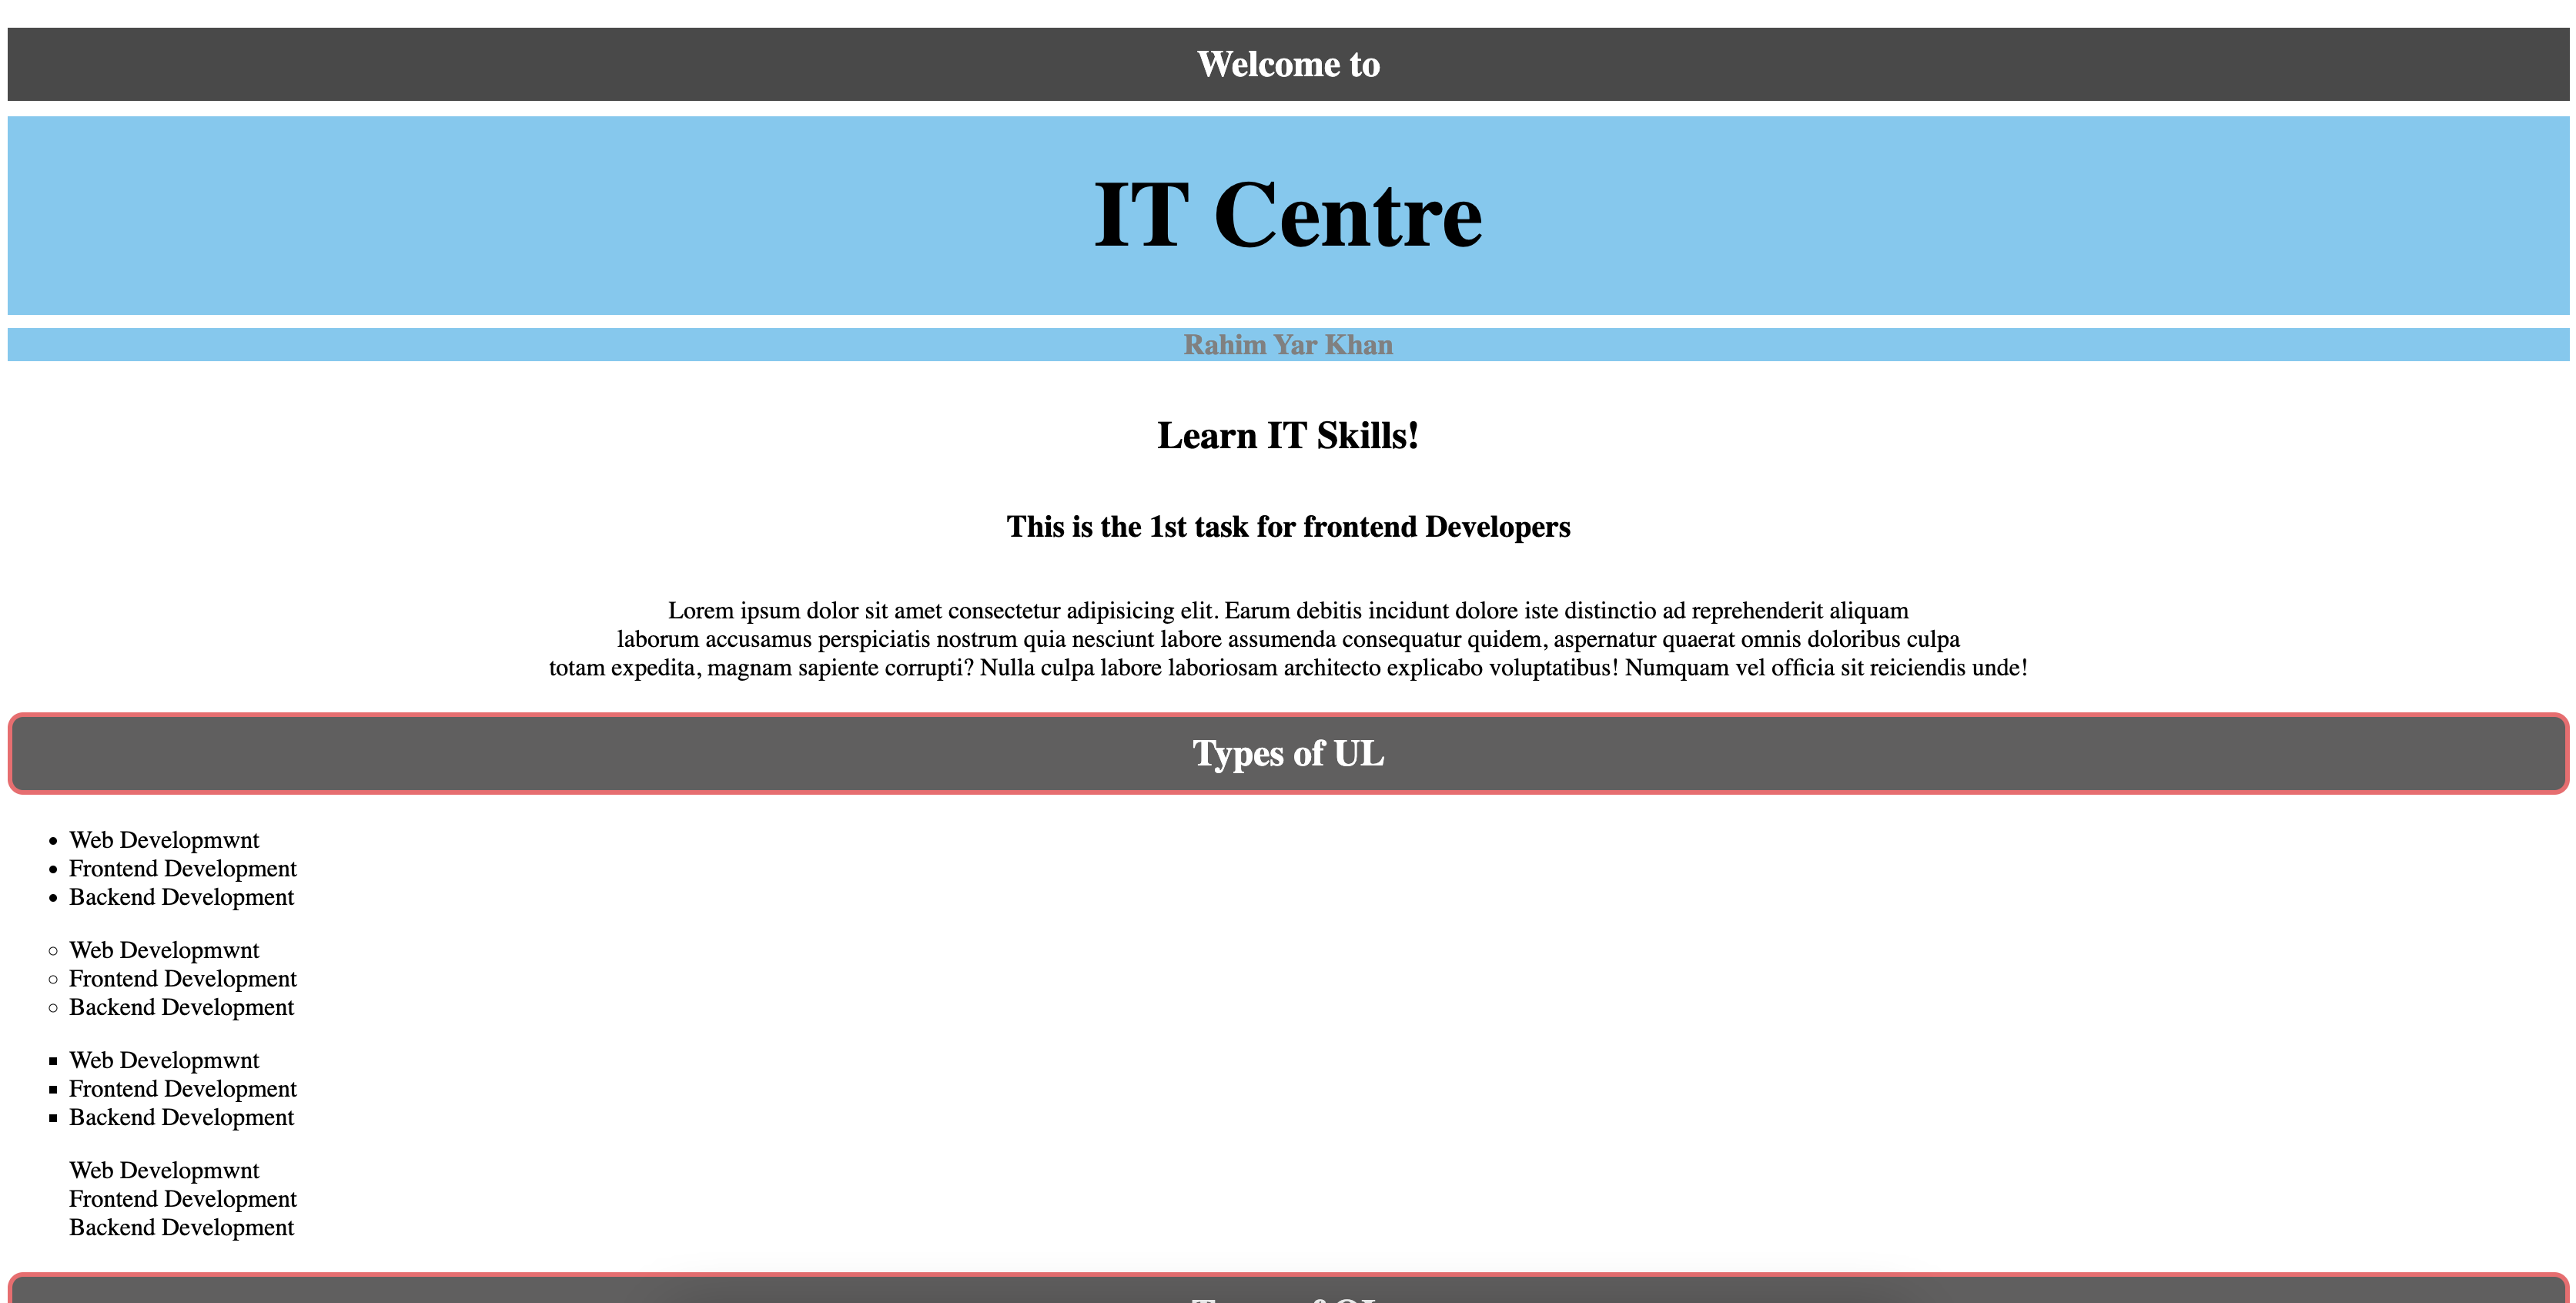 Welcome to
IT Centre
Rahim Yar Khan
Learn IT Skills!
This is the 1st task for frontend Developers
Lorem ipsum dolor sit amet consectetur adipisicing elit. Earum debitis incidunt dolore iste distinctio ad reprehenderit aliquam
laborum accusamus perspiciatis nostrum quia nesciunt labore assumenda consequatur quidem, aspernatur quaerat omnis doloribus culpa
totam expedita, magnam sapiente corrupti? Nulla culpa labore laboriosam architecto explicabo voluptatibus! Numquam vel officia sit reiciendis unde!
Types of UL
Web Developmwnt
Frontend Development
Backend Development
Web Developmwnt
Frontend Development
Backend Development
Web Developmwnt
Frontend Development
Backend Development
Web Developmwnt
Frontend Development
Backend Development